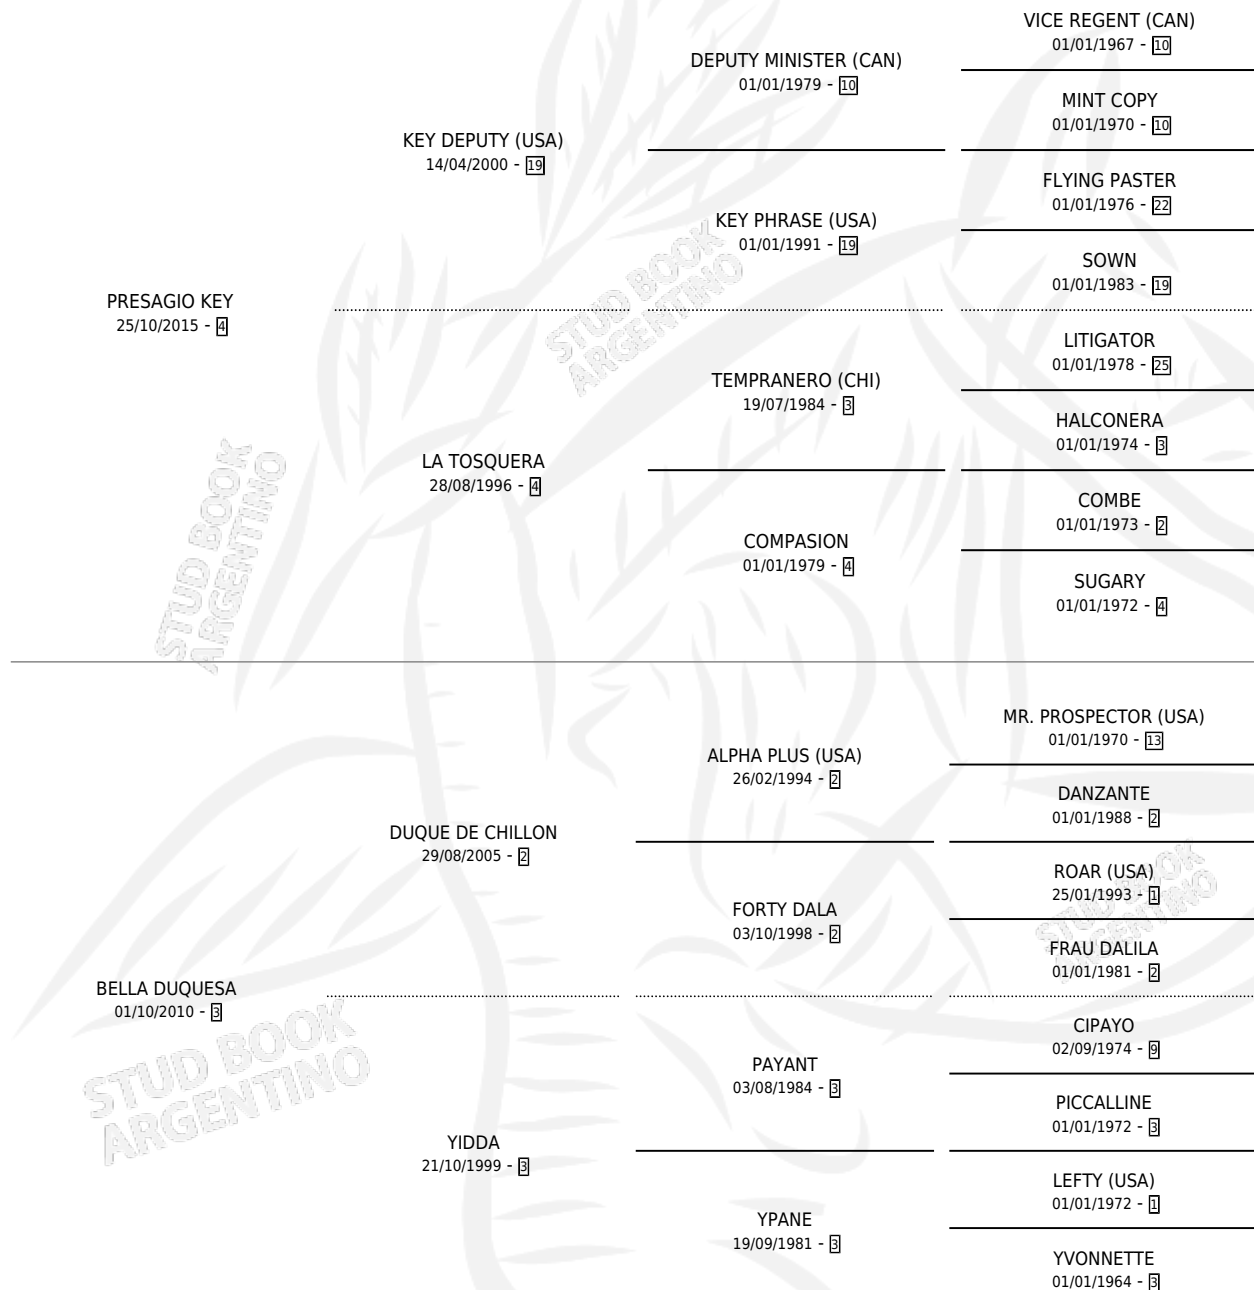 VICE REGENT (CAN)
01/01/1967 - 10
DEPUTY MINISTER (CAN)
01/01/1979 - 10
MINT COPY
01/01/1970 - 10
KEY DEPUTY (USA)
14/04/2000 - 19
FLYING PASTER
01/01/1976 - 22
KEY PHRASE (USA)
01/01/1991 - 19
SOWN
01/01/1983 - 19
PRESAGIO KEY
25/10/2015 - 4
LITIGATOR
01/01/1978 - 25
TEMPRANERO (CHI)
19/07/1984 - 3
HALCONERA
01/01/1974 - 3
LA TOSQUERA
28/08/1996 - 4
COMBE
01/01/1973 - 2
COMPASION
01/01/1979 - 4
SUGARY
01/01/1972 - 4
MR. PROSPECTOR (USA)
01/01/1970 - 13
ALPHA PLUS (USA)
26/02/1994 - 2
DANZANTE
01/01/1988 - 2
DUQUE DE CHILLON
29/08/2005 - 2
ROAR (USA)
25/01/1993 - 1
FORTY DALA
03/10/1998 - 2
FRAU DALILA
01/01/1981 - 2
BELLA DUQUESA
01/10/2010 - 3
CIPAYO
02/09/1974 - 9
PAYANT
03/08/1984 - 3
PICCALLINE
01/01/1972 - 3
YIDDA
21/10/1999 - 3
LEFTY (USA)
01/01/1972 - 1
YPANE
19/09/1981 - 3
YVONNETTE
01/01/1964 - 3
STUD BOOK
ARGENTINO
STUD BOOK
ARGENTINO
STUD BOOK
ARGENTINO
STUD BOOK
ARGENTINO